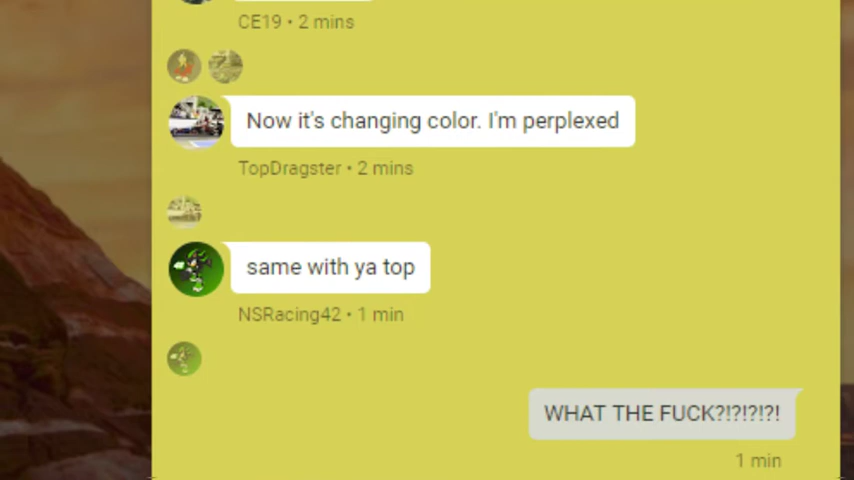 CE19 • 2 mins
Now it's changing color. I'm perplexed
TopDragster • 2 mins
same with ya top
NSRacing42 • 1 min
WHAT THE FUCK?!?!?!?!
1 min